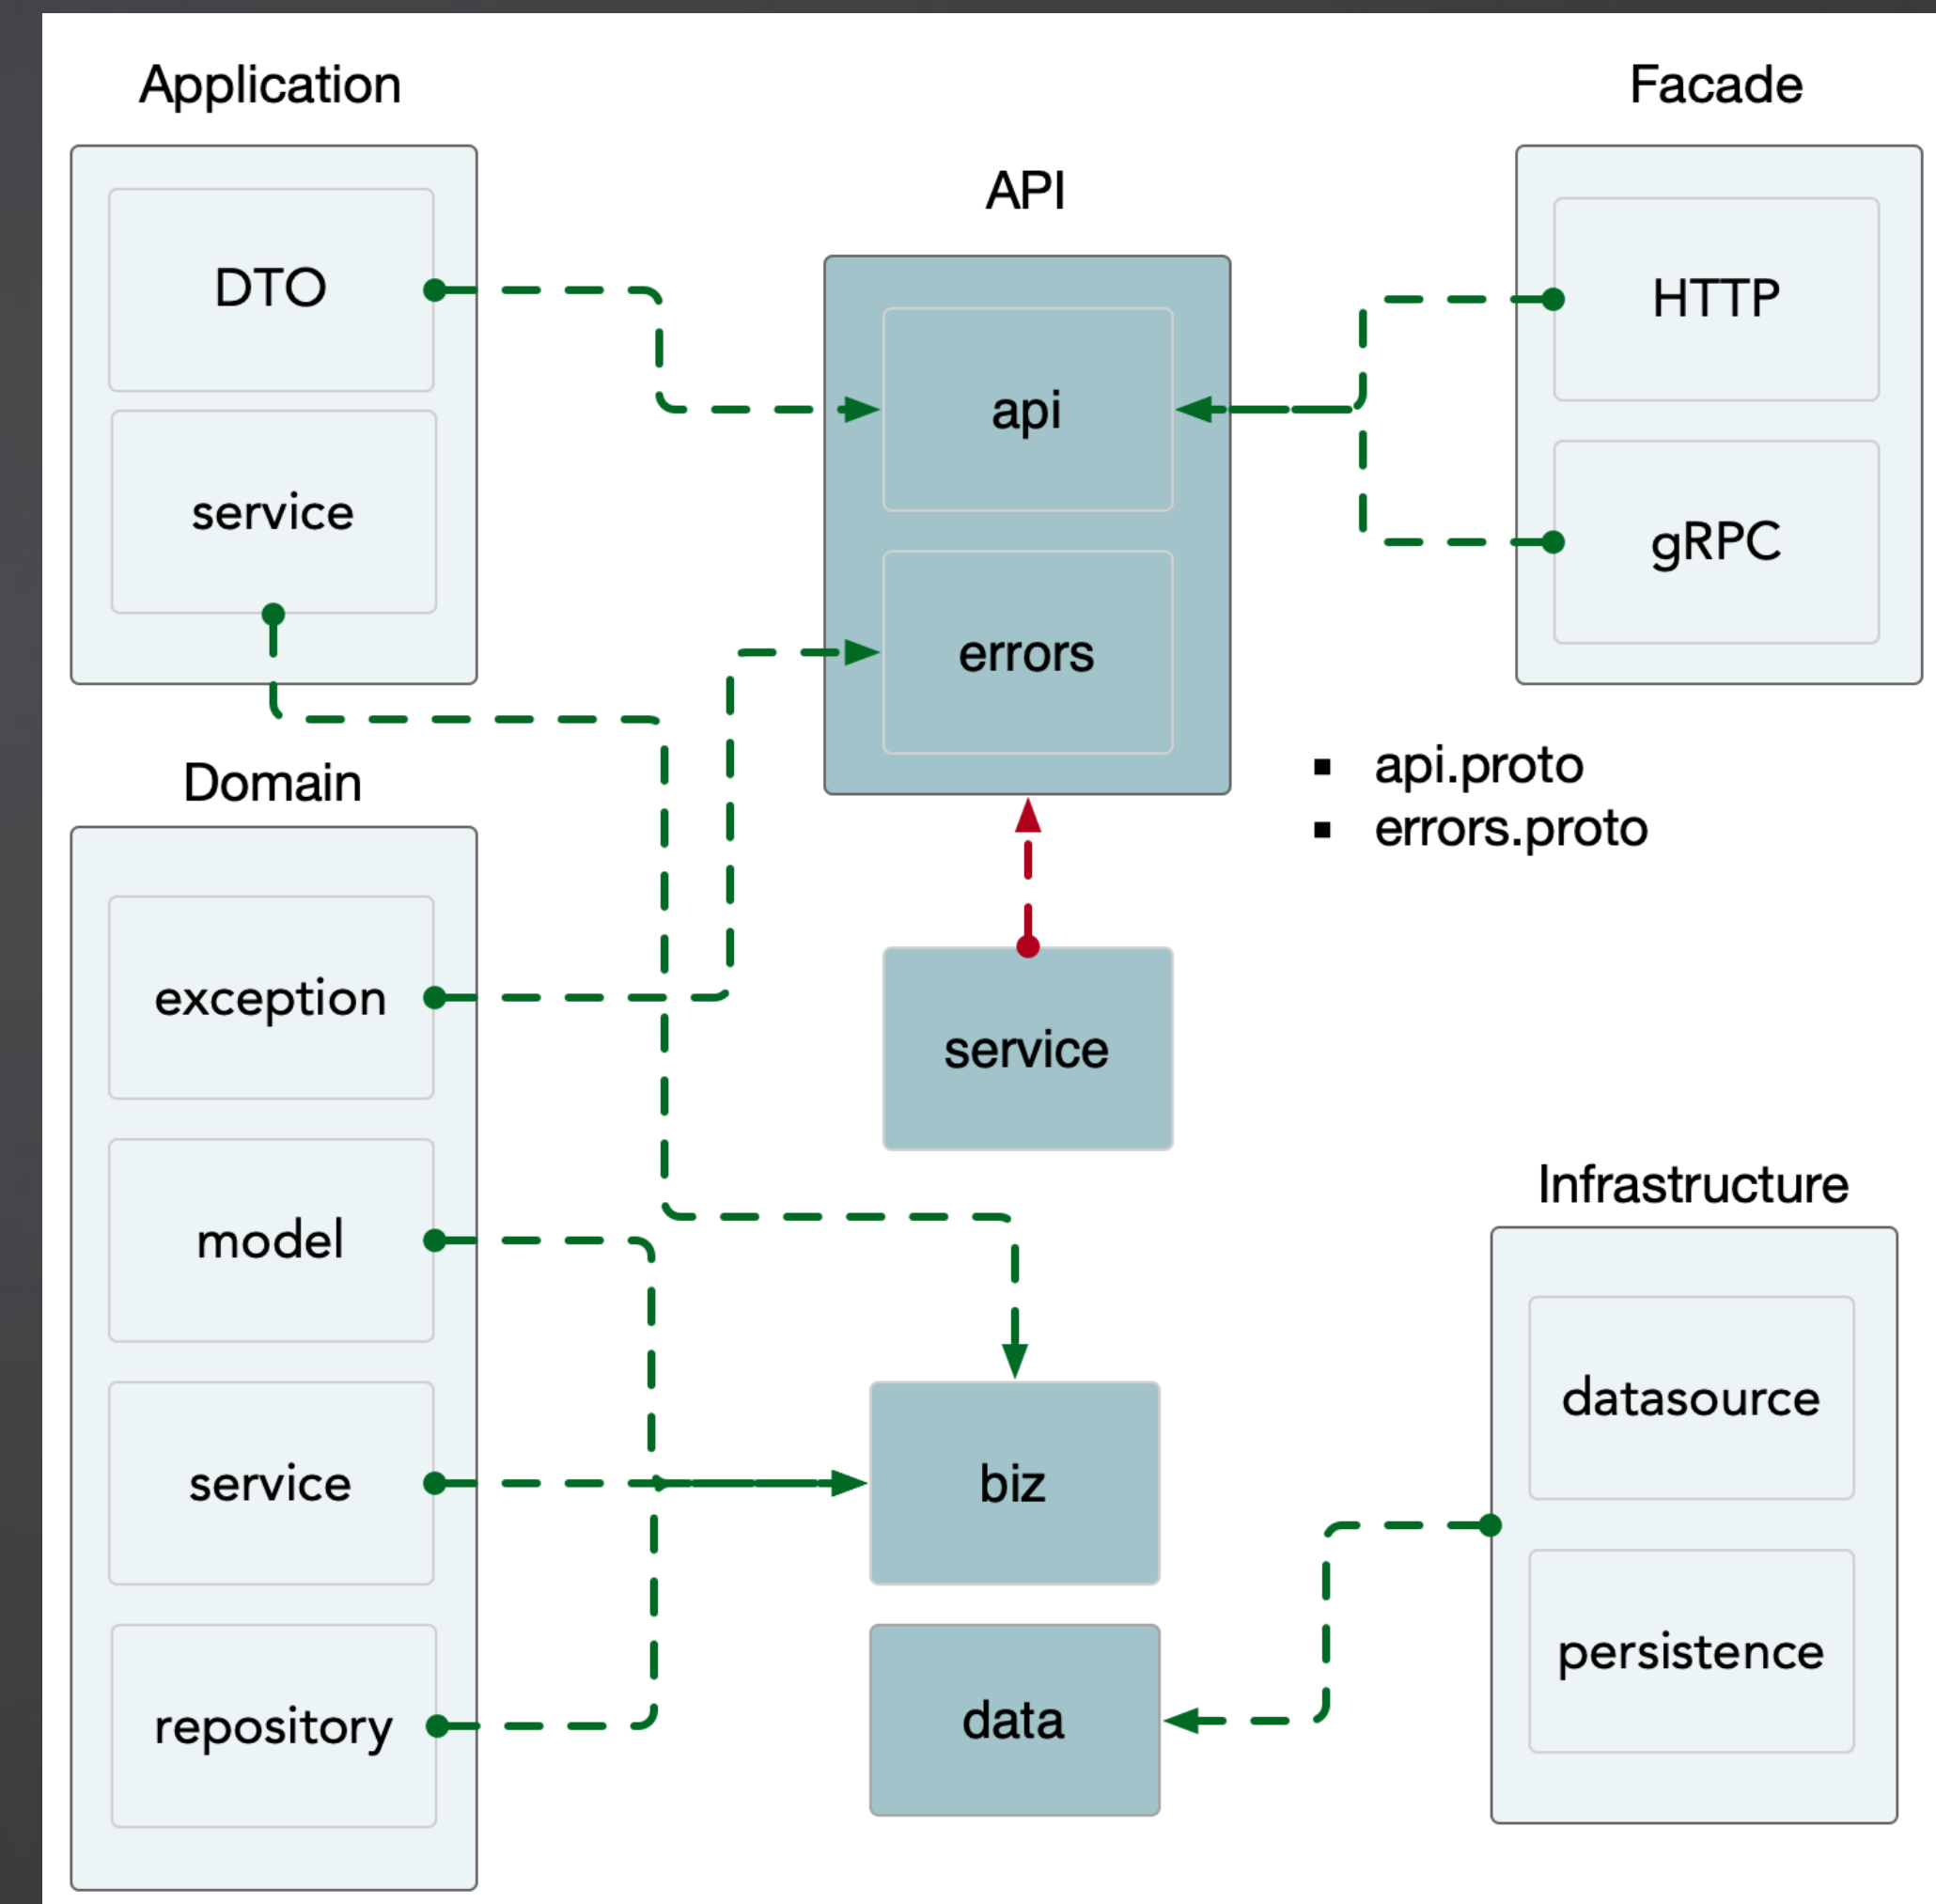 Application
DTO
service
Domain
exception
model
service
repository
API
api
errors
service
biz
data
Facade
HTTP
gRPC
▪ api.proto
▪ errors.proto
Infrastructure
datasource
persistence